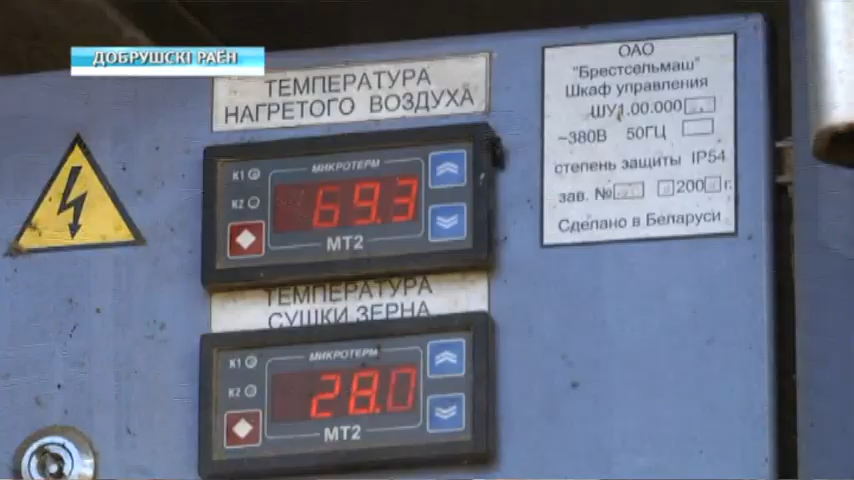 ДОБРУШСКІ РАЁН
ТЕМПЕРАТУРА
НАГРЕТОГО ВОЗДУХА
К1
МИКРОТЕРМ
К2
69.3
МТ2
ТЕМПЕРАТУРА
СУШКИ ЗЕРНА
К1
МИКРОТЕРМ
К2
28.0
МТ2
ОАО
"Брестсельмаш"
Шкаф управления
ШУ1.00.000
~380В 50ГЦ
степень защиты IP54
зав. № 200 г.
Сделано в Беларуси